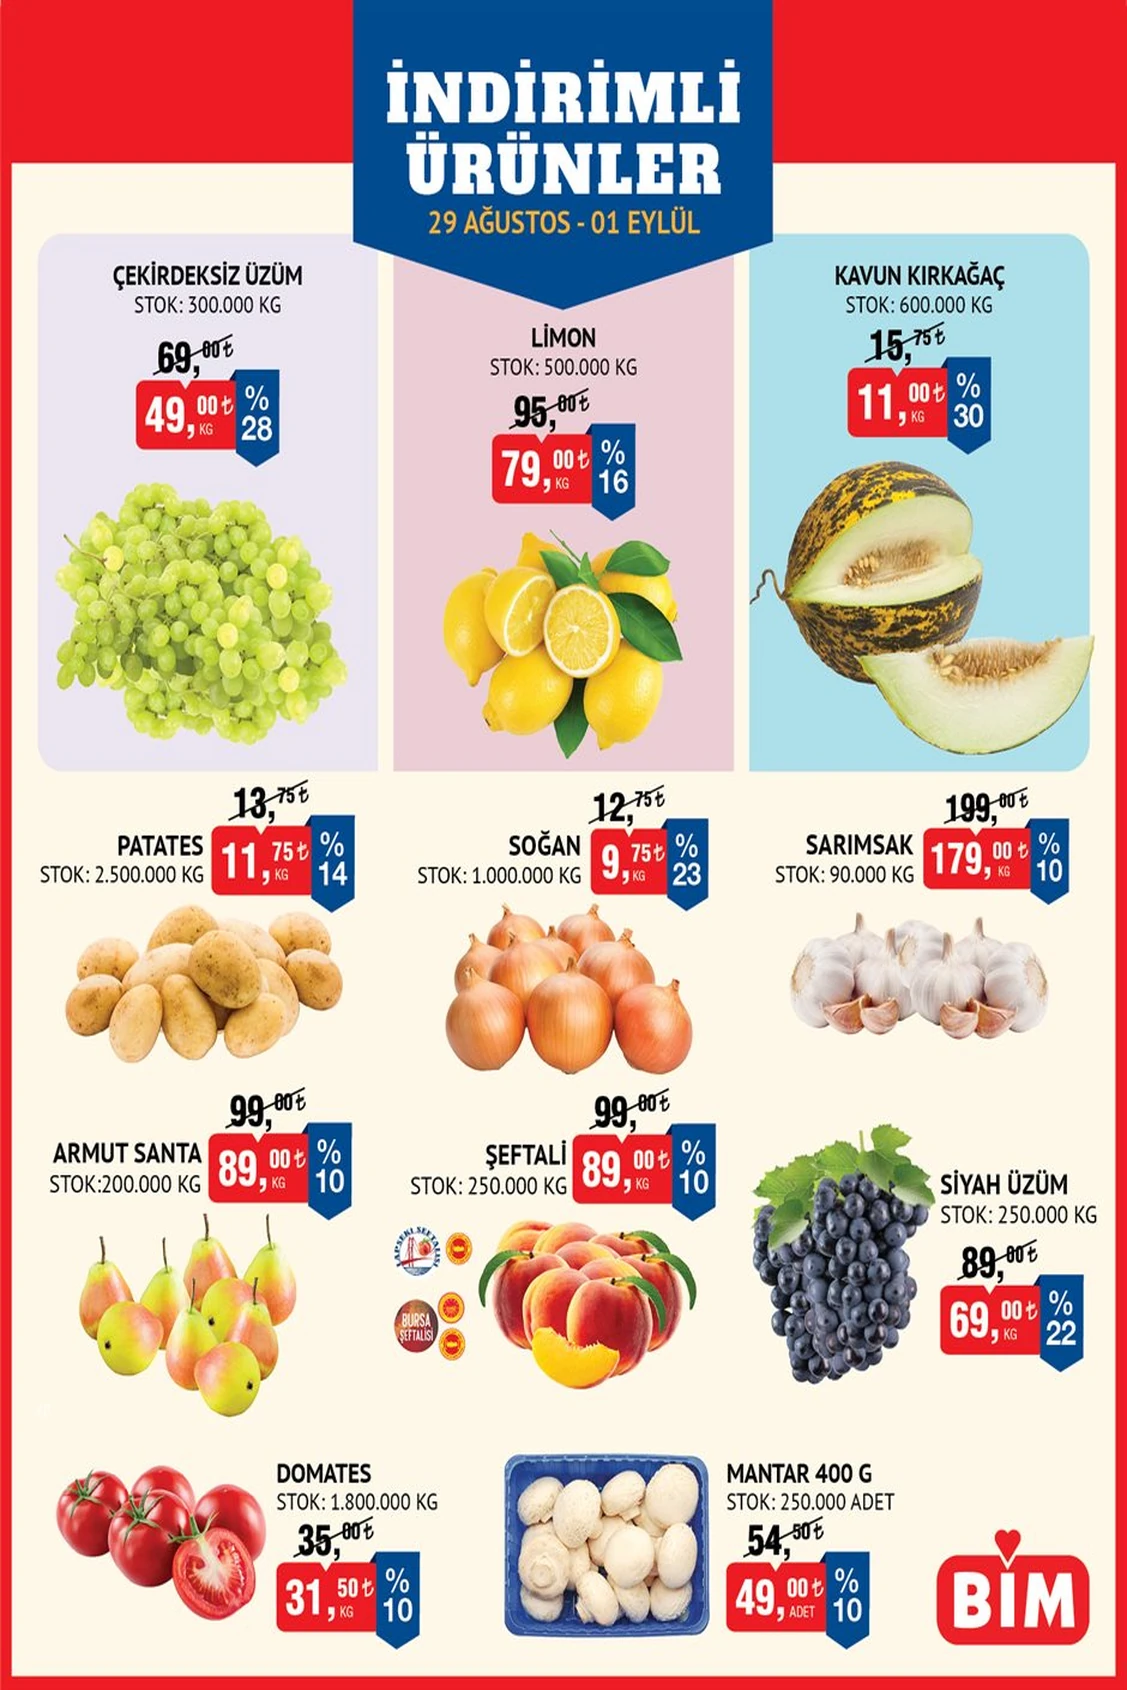 İNDİRİMLİ
ÜRÜNLER
29 AĞUSTOS - 01 EYLÜL
ÇEKİRDEKSİZ ÜZÜM
STOK: 300.000 KG
69,00₺
49,00₺ KG
%28
LİMON
STOK: 500.000 KG
95,00₺
79,00₺ KG
%16
KAVUN KIRKAĞAÇ
STOK: 600.000 KG
15,75₺
11,00₺ KG
%30
PATATES
STOK: 2.500.000 KG
13,75₺
11,75₺ KG
%14
SOĞAN
STOK: 1.000.000 KG
12,75₺
9,75₺ KG
%23
SARIMSAK
STOK: 90.000 KG
199,00₺
179,00₺ KG
%10
ARMUT SANTA
STOK:200.000 KG
99,00₺
89,00₺ KG
%10
ŞEFTALİ
STOK: 250.000 KG
99,00₺
89,00₺ KG
%10
LAPSEKİ ŞEFTALİSİ
BURSA
ŞEFTALİSİ
SİYAH ÜZÜM
STOK: 250.000 KG
89,00₺
69,00₺ KG
%22
DOMATES
STOK: 1.800.000 KG
35,00₺
31,50₺ KG
%10
MANTAR 400 G
STOK: 250.000 ADET
54,50₺
49,00₺ ADET
%10
BİM